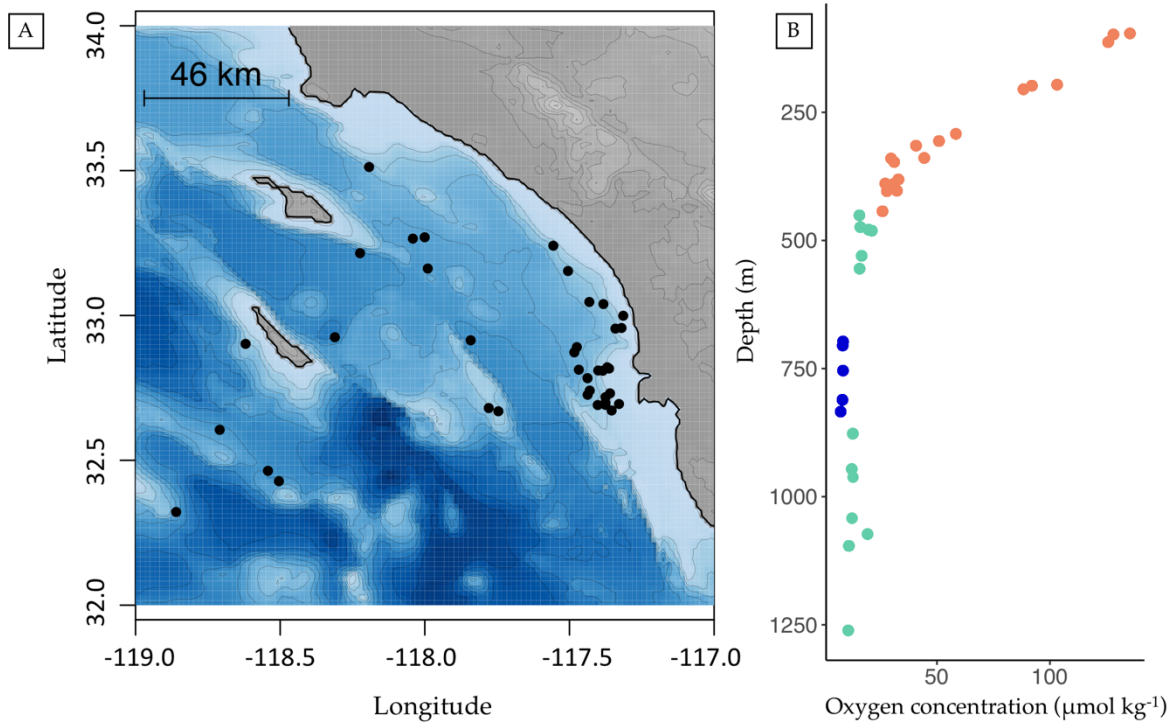 A
46 km
34.0
33.5
33.0
32.5
32.0
Latitude
-119.0 -118.5 -118.0 -117.5 -117.0
Longitude
B
250
500
750
1000
1250
Depth (m)
50 100
Oxygen concentration (μmol kg-1)